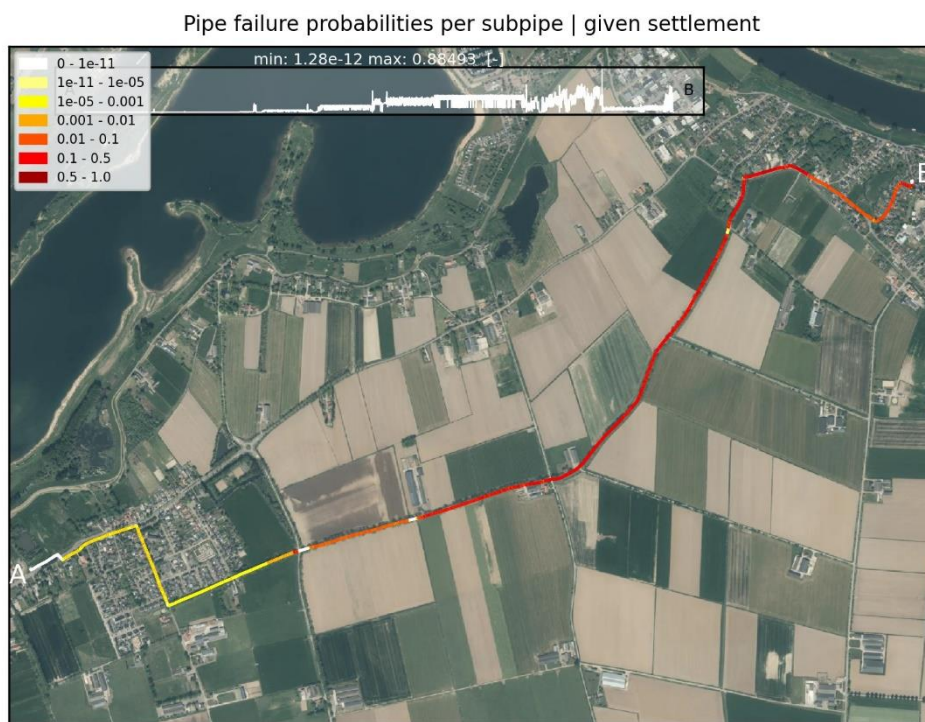 Pipe failure probabilities per subpipe | given settlement
min: 1.28e-12 max: 0.88493 [-]
0 - 1e-11
1e-11 - 1e-05
1e-05 - 0.001
0.001 - 0.01
0.01 - 0.1
0.1 - 0.5
0.5 - 1.0
B
B
A